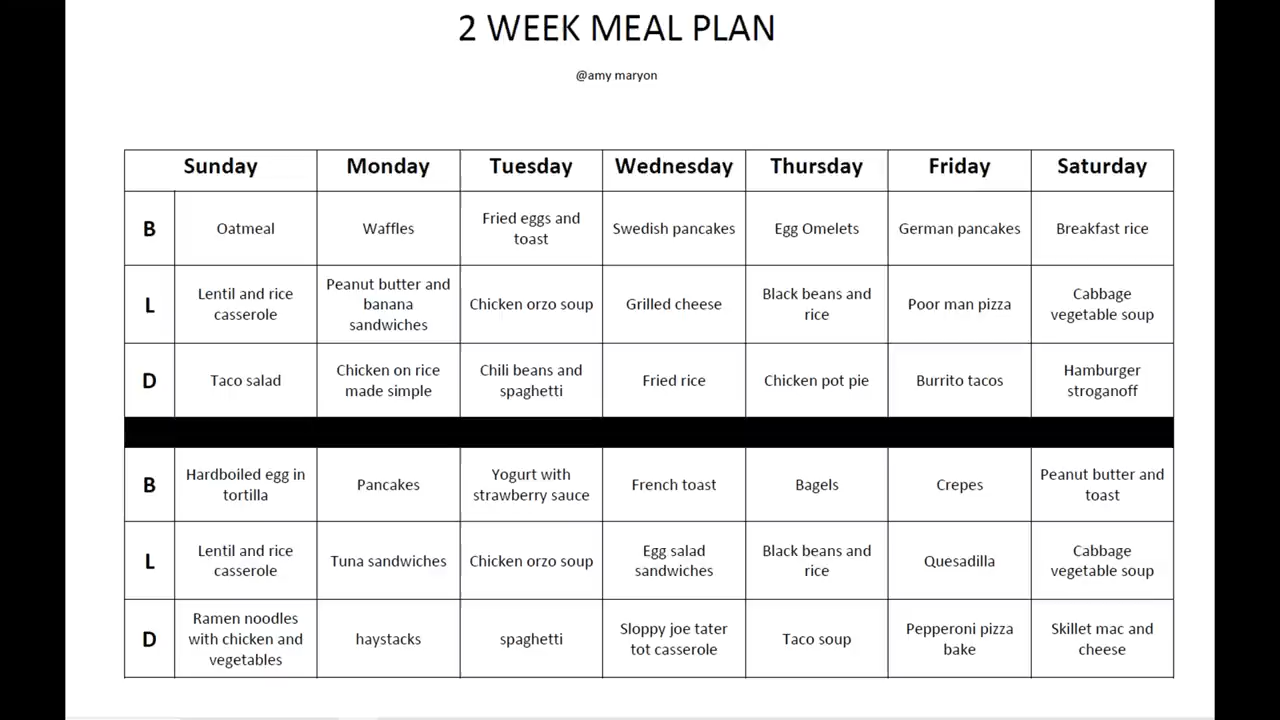 2 WEEK MEAL PLAN
@amy maryon
Sunday Monday Tuesday Wednesday Thursday Friday Saturday
B
Oatmeal
Waffles
Fried eggs and
toast
Swedish pancakes
Egg Omelets
German pancakes
Breakfast rice
L
Lentil and rice
casserole
Peanut butter and
banana
sandwiches
Chicken orzo soup
Grilled cheese
Black beans and
rice
Poor man pizza
Cabbage
vegetable soup
D
Taco salad
Chicken on rice
made simple
Chili beans and
spaghetti
Fried rice
Chicken pot pie
Burrito tacos
Hamburger
stroganoff
B
Hardboiled egg in
tortilla
Pancakes
Yogurt with
strawberry sauce
French toast
Bagels
Crepes
Peanut butter and
toast
L
Lentil and rice
casserole
Tuna sandwiches
Chicken orzo soup
Egg salad
sandwiches
Black beans and
rice
Quesadilla
Cabbage
vegetable soup
D
Ramen noodles
with chicken and
vegetables
haystacks
spaghetti
Sloppy joe tater
tot casserole
Taco soup
Pepperoni pizza
bake
Skillet mac and
cheese